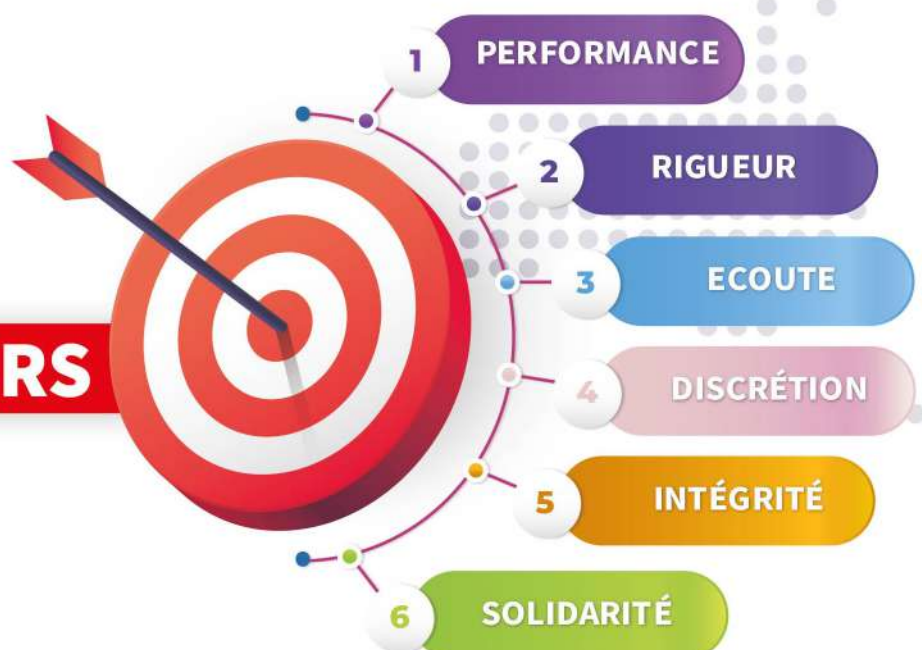 1 PERFORMANCE
2 RIGUEUR
3 ECOUTE
RS
4 DISCRÉTION
5 INTÉGRITÉ
6 SOLIDARITÉ